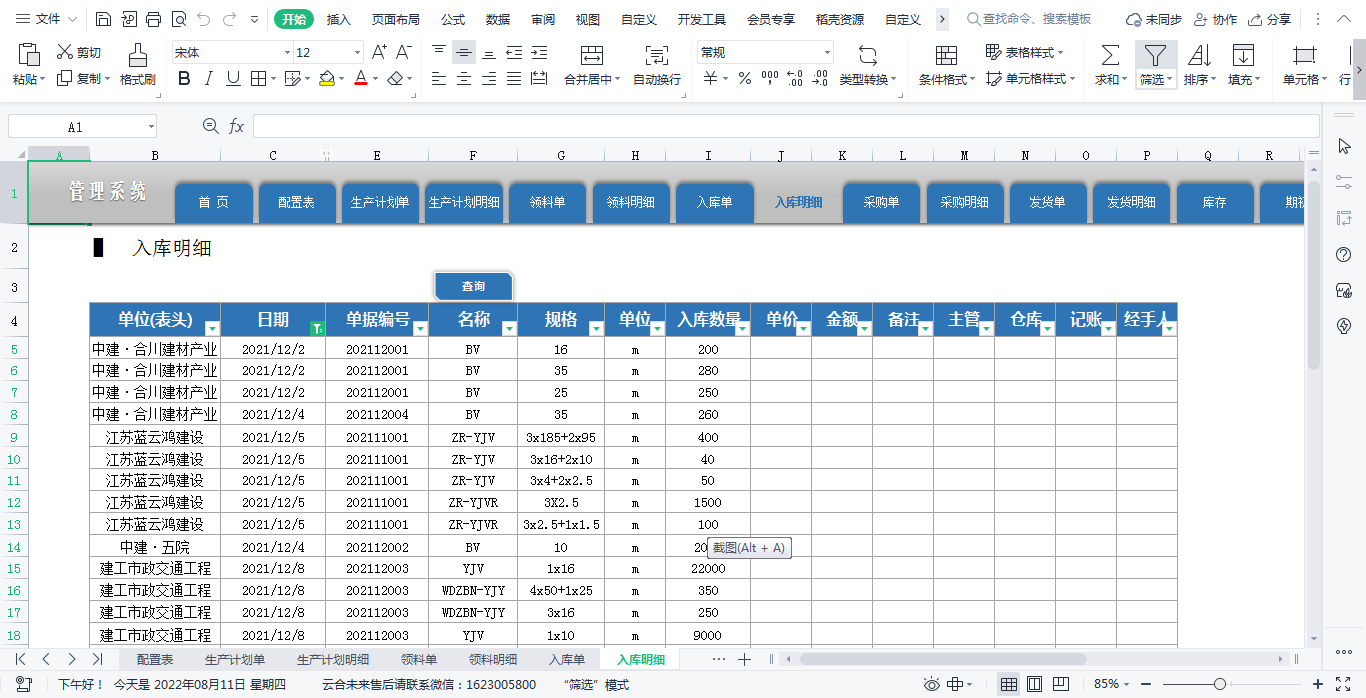 文件 开始 插入 页面布局 公式 数据 审阅 视图 自定义 开发工具 会员专享 稻壳资源 自定义 查找命令、搜索模板 未同步 协作 分享
剪切 宋体 12 A+ A- 常规 表格样式
粘贴 复制 格式刷 B I U A 合并居中 自动换行 ¥ % 类型转换 条件格式 单元格样式 求和 筛选 排序 填充 单元格 行
A1 fx
A B C E F G H I J K L M N O P Q R
1 管理系统 首 页 配置表 生产计划单 生产计划明细 领料单 领料明细 入库单 入库明细 采购单 采购明细 发货单 发货明细 库存 期初
2 入库明细
3 查询
4 单位(表头) 日期 单据编号 名称 规格 单位 入库数量 单价 金额 备注 主管 仓库 记账 经手人
5 中建·合川建材产业 2021/12/2 202112001 BV 16 m 200
6 中建·合川建材产业 2021/12/2 202112001 BV 35 m 280
7 中建·合川建材产业 2021/12/2 202112001 BV 25 m 250
8 中建·合川建材产业 2021/12/4 202112004 BV 35 m 260
9 江苏蓝云鸿建设 2021/12/5 202111001 ZR-YJV 3x185+2x95 m 400
10 江苏蓝云鸿建设 2021/12/5 202111001 ZR-YJV 3x16+2x10 m 40
11 江苏蓝云鸿建设 2021/12/5 202111001 ZR-YJV 3x4+2x2.5 m 50
12 江苏蓝云鸿建设 2021/12/5 202111001 ZR-YJVR 3X2.5 m 1500
13 江苏蓝云鸿建设 2021/12/5 202111001 ZR-YJVR 3x2.5+1x1.5 m 100
14 中建·五院 2021/12/4 202112002 BV 10 m 20 截图(Alt + A)
15 建工市政交通工程 2021/12/8 202112003 YJV 1x16 m 22000
16 建工市政交通工程 2021/12/8 202112003 WDZBN-YJY 4x50+1x25 m 350
17 建工市政交通工程 2021/12/8 202112003 WDZBN-YJY 3x16 m 250
18 建工市政交通工程 2021/12/8 202112003 YJV 1x10 m 9000
配置表 生产计划单 生产计划明细 领料单 领料明细 入库单 入库明细 ··· +
下午好！ 今天是 2022年08月11日 星期四 云合未来售后请联系微信：1623005800 “筛选”模式 85% - +